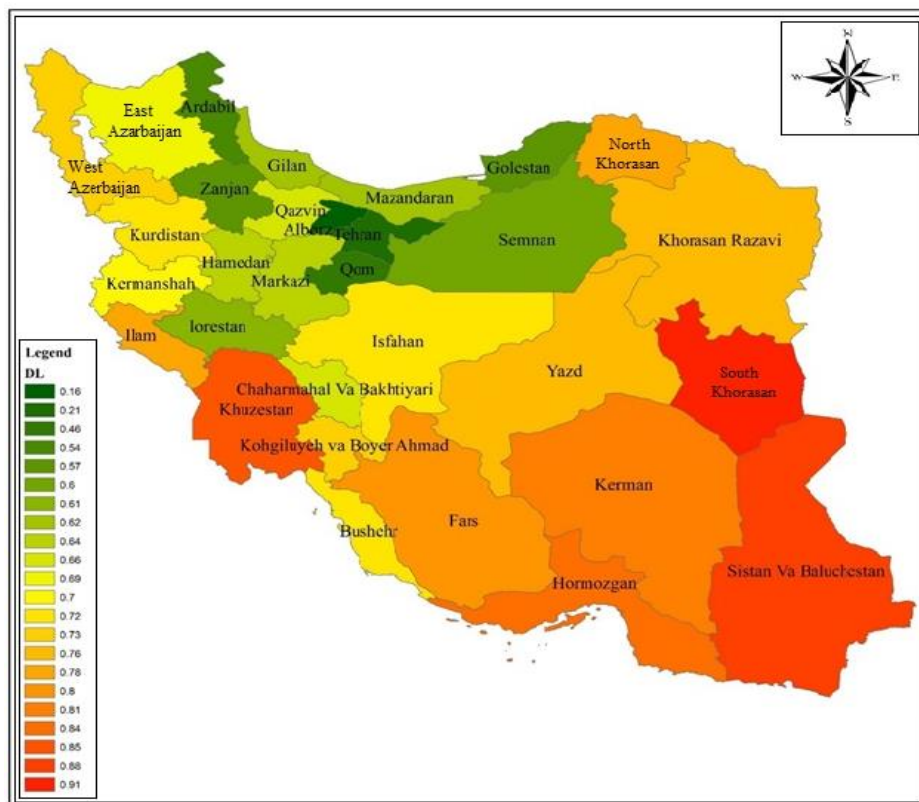 N
W
E
S
East
Azarbaijan
Ardabil
West
Azerbaijan
Gilan
Golestan
North
Khorasan
Zanjan
Mazandaran
Qazvin
Alborz
Tehran
Semnan
Khorasan Razavi
Kurdistan
Hamedan
Qom
Markazi
Kermanshah
Ilam
lorestan
Isfahan
Yazd
South
Khorasan
Chaharmahal Va Bakhtiyari
Khuzestan
Kohgiluyeh va Boyer Ahmad
Kerman
Fars
Bushehr
Hormozgan
Sistan Va Baluchestan
Legend
DL
0.16
0.21
0.46
0.54
0.57
0.6
0.61
0.62
0.64
0.66
0.69
0.7
0.72
0.73
0.76
0.78
0.8
0.81
0.84
0.85
0.88
0.91